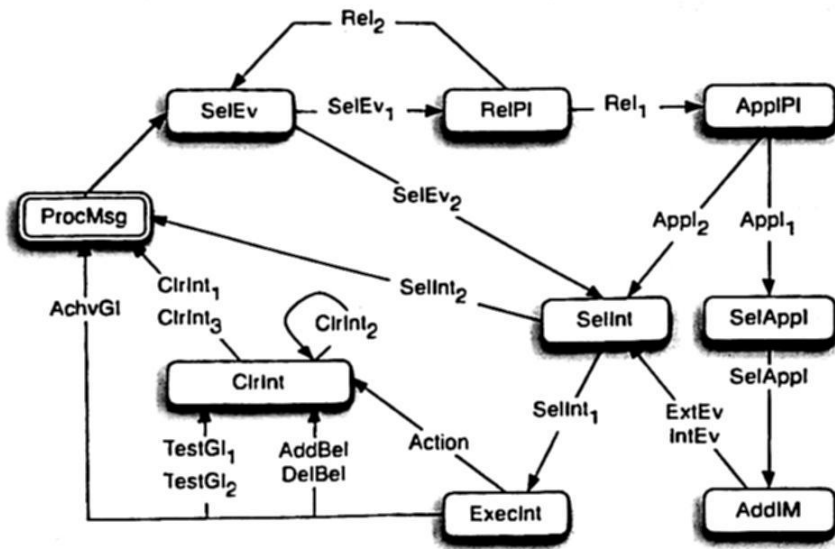 Rel2
SelEv
SelEv1
RelPl
Rel1
ApplPl
ProcMsg
SelEv2
Appl2
Appl1
AchvGl
ClrInt1
ClrInt3
ClrInt2
SelInt2
SelInt
SelAppl
ClrInt
SelInt1
ExtEv
IntEv
SelAppl
TestGl1
TestGl2
AddBel
DelBel
Action
ExecInt
AddIM